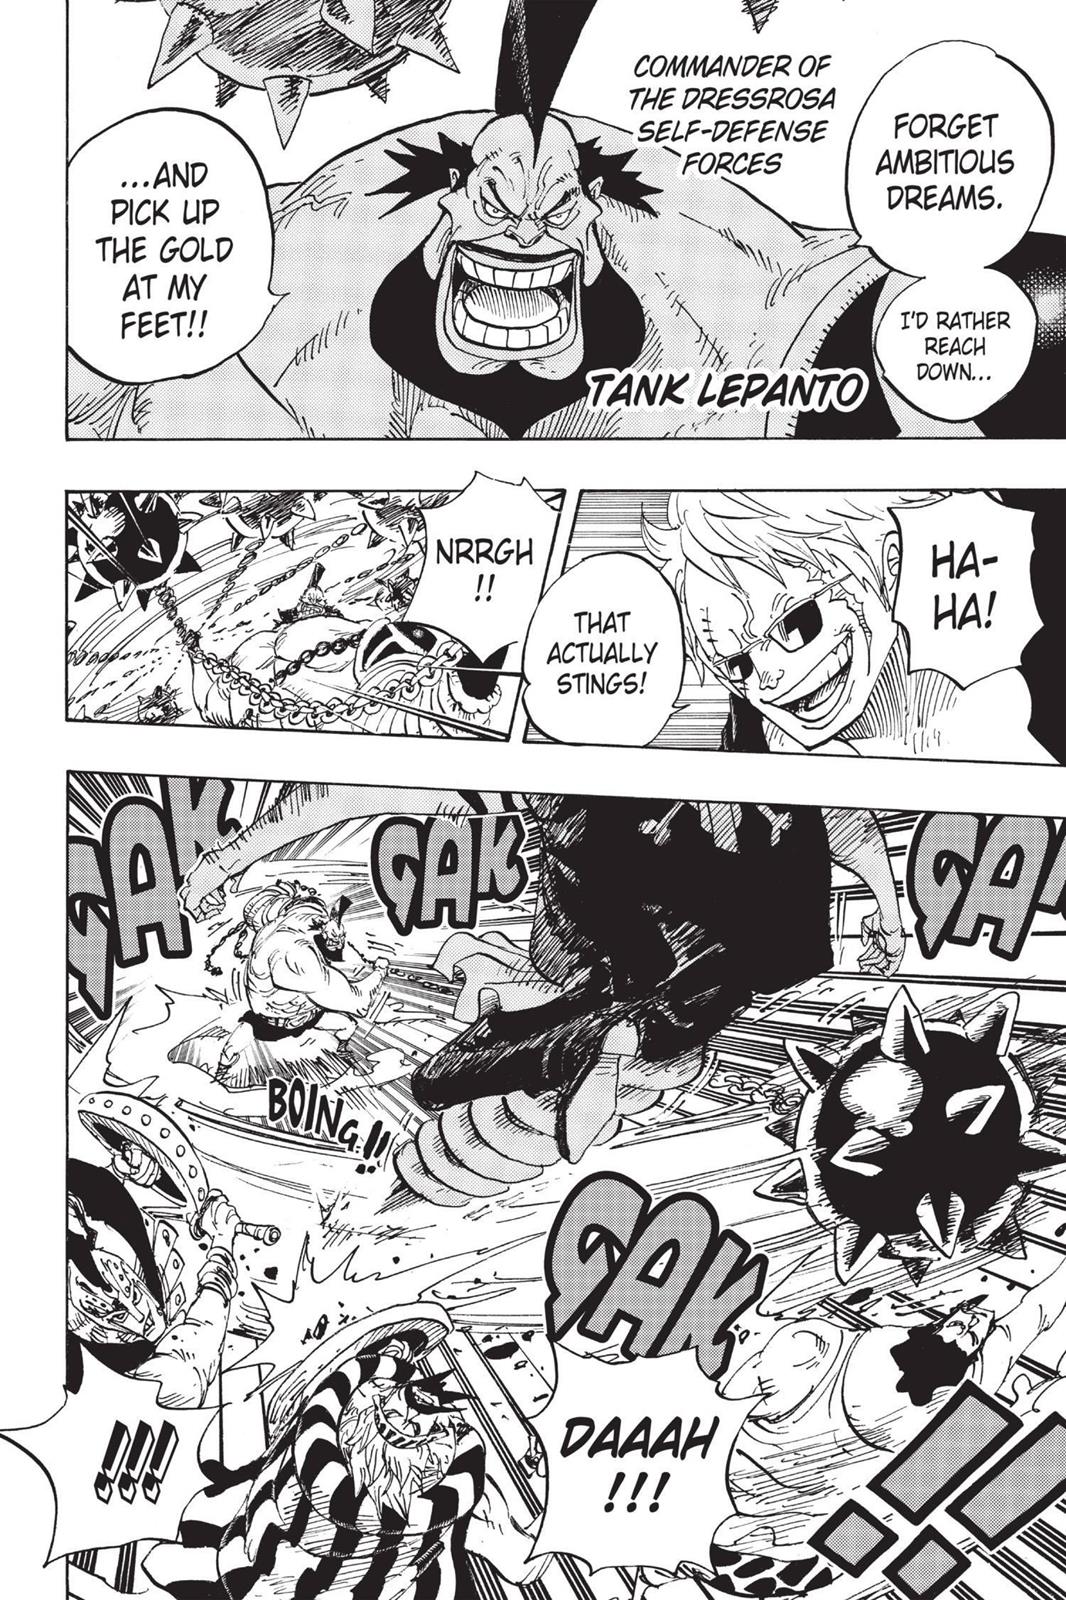 FORGET
AMBITIOUS
DREAMS.
I'D RATHER
REACH
DOWN...
COMMANDER OF
THE DRESSROSA
SELF-DEFENSE
FORCES
TANK LEPANTO
...AND
PICK UP
THE GOLD
AT MY
FEET!!
HA-
HA!
THAT
ACTUALLY
STINGS!
NRRGH
!!
GAK
GAK
GAK
BOING!!
GAK
DAAAH
!!!
!!!
!!